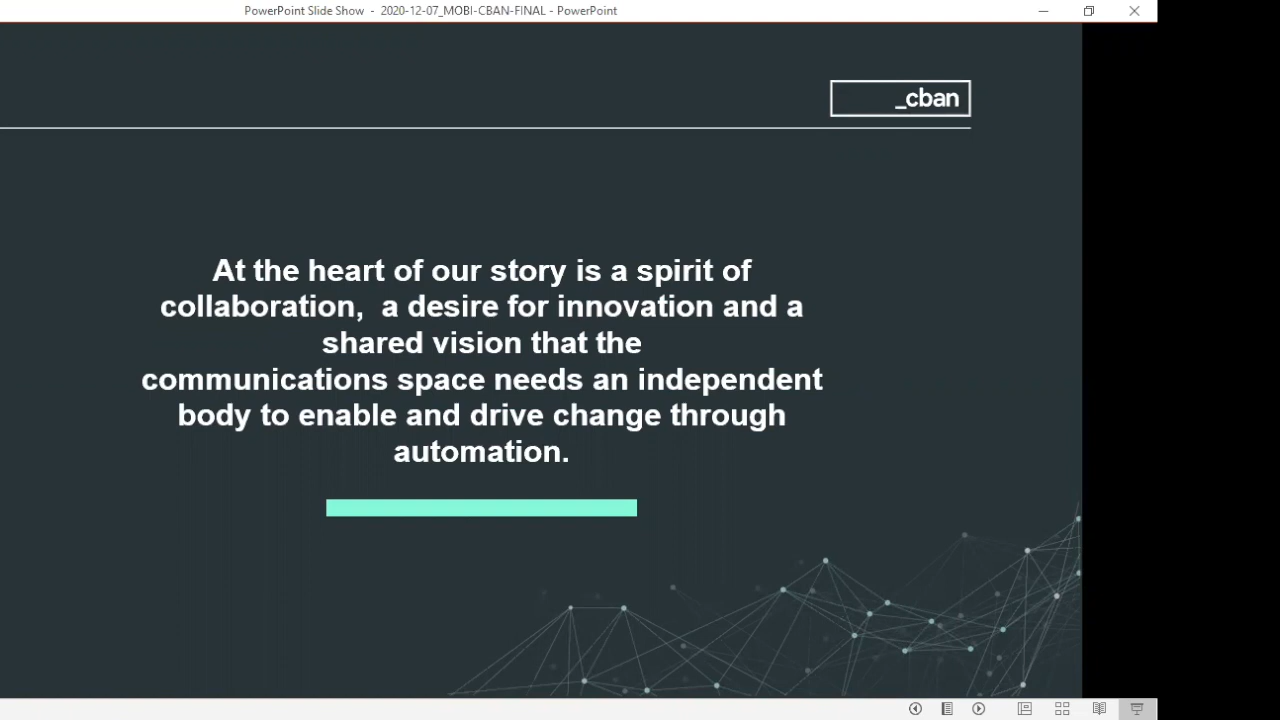 PowerPoint Slide Show - 2020-12-07_MOBI-CBAN-FINAL - PowerPoint
_cban
At the heart of our story is a spirit of
collaboration,  a desire for innovation and a
shared vision that the
communications space needs an independent
body to enable and drive change through
automation.